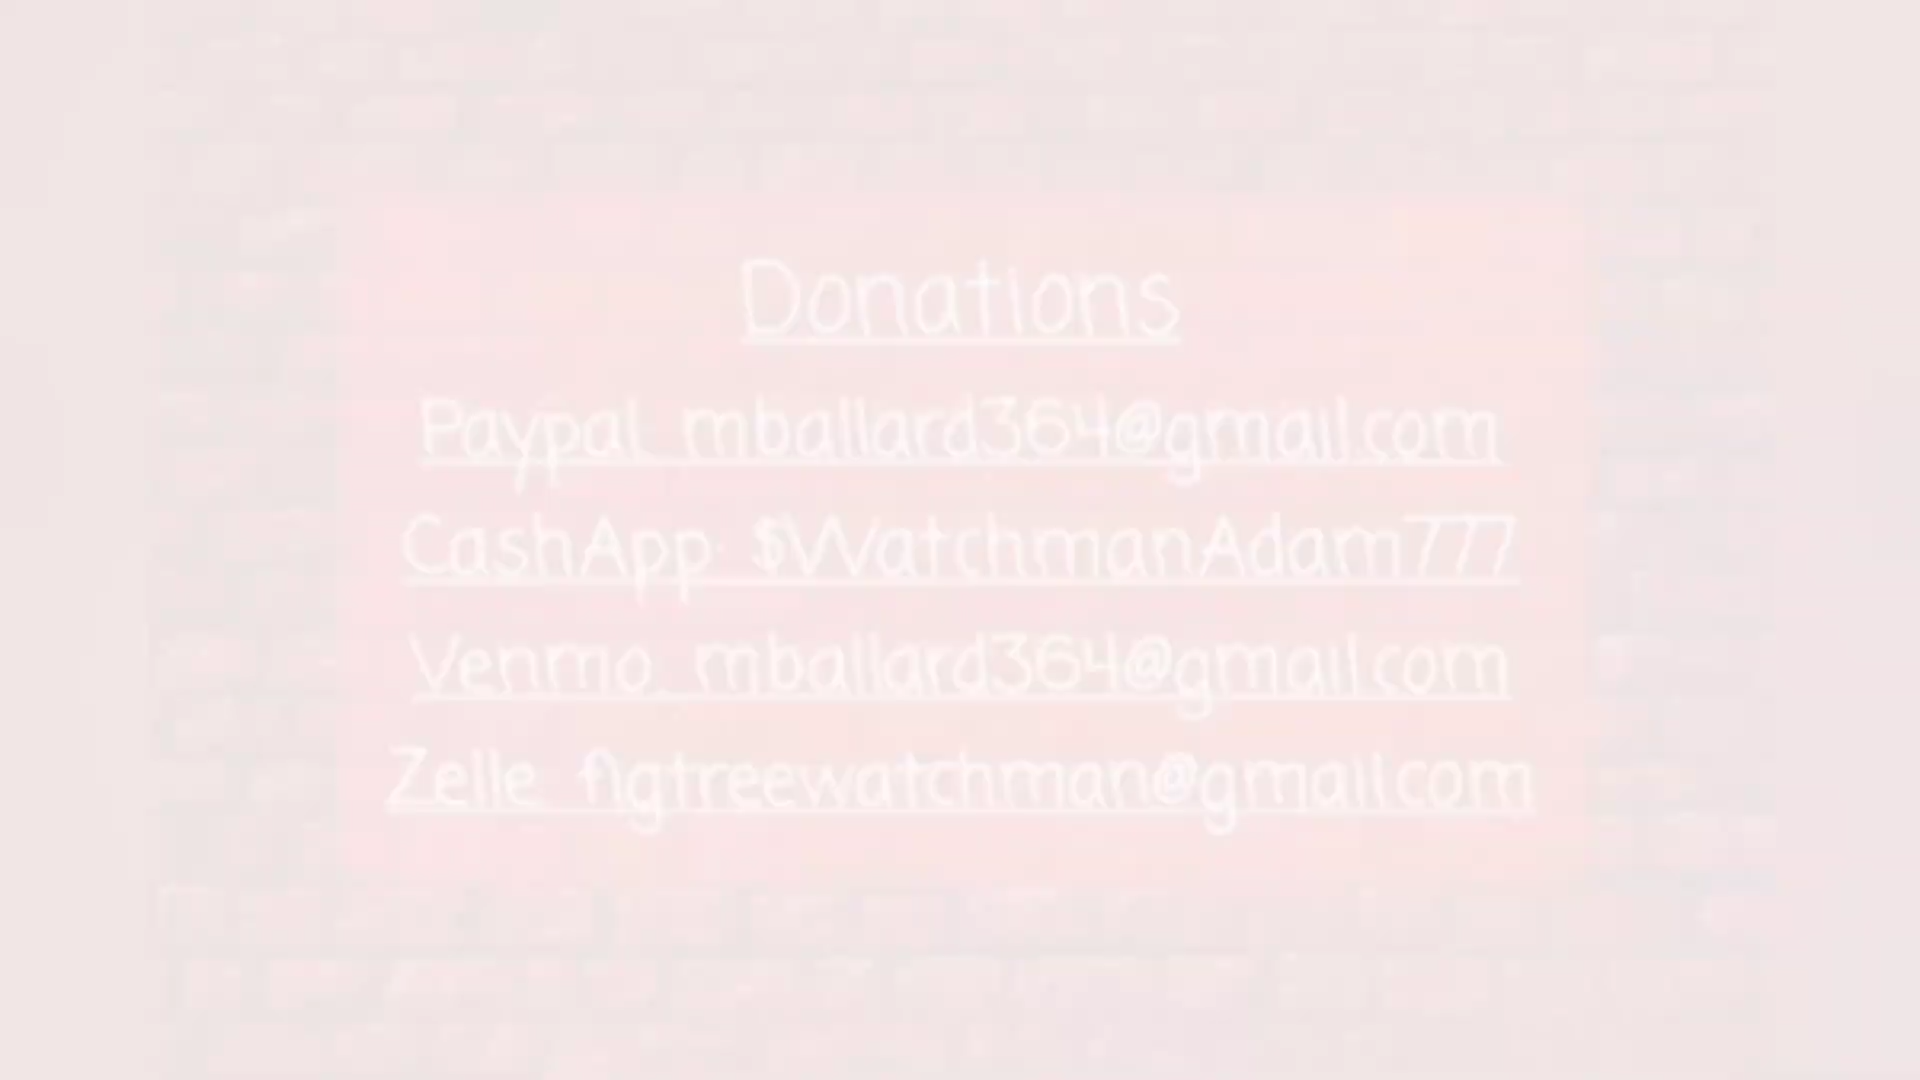 Donations
Paypal mballard364@gmail.com
CashApp $WatchmanAdam777
Venmo mballard364@gmail.com
Zelle figtreewatchman@gmail.com